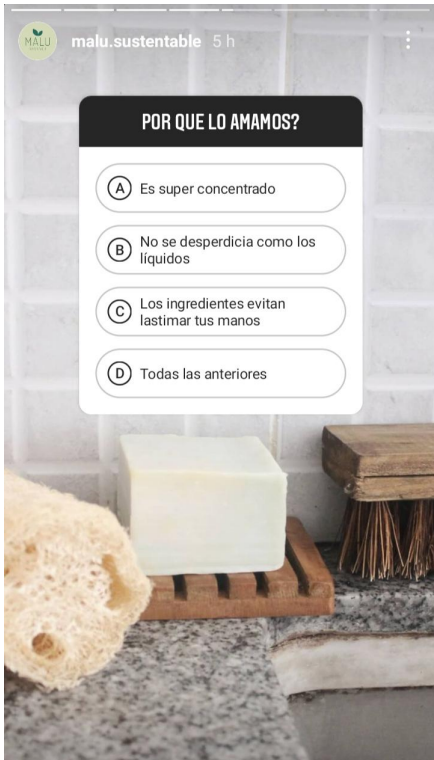 MALU
malu.sustentable 5 h
POR QUE LO AMAMOS?
A Es super concentrado
B No se desperdicia como los
líquidos
C Los ingredientes evitan
lastimar tus manos
D Todas las anteriores